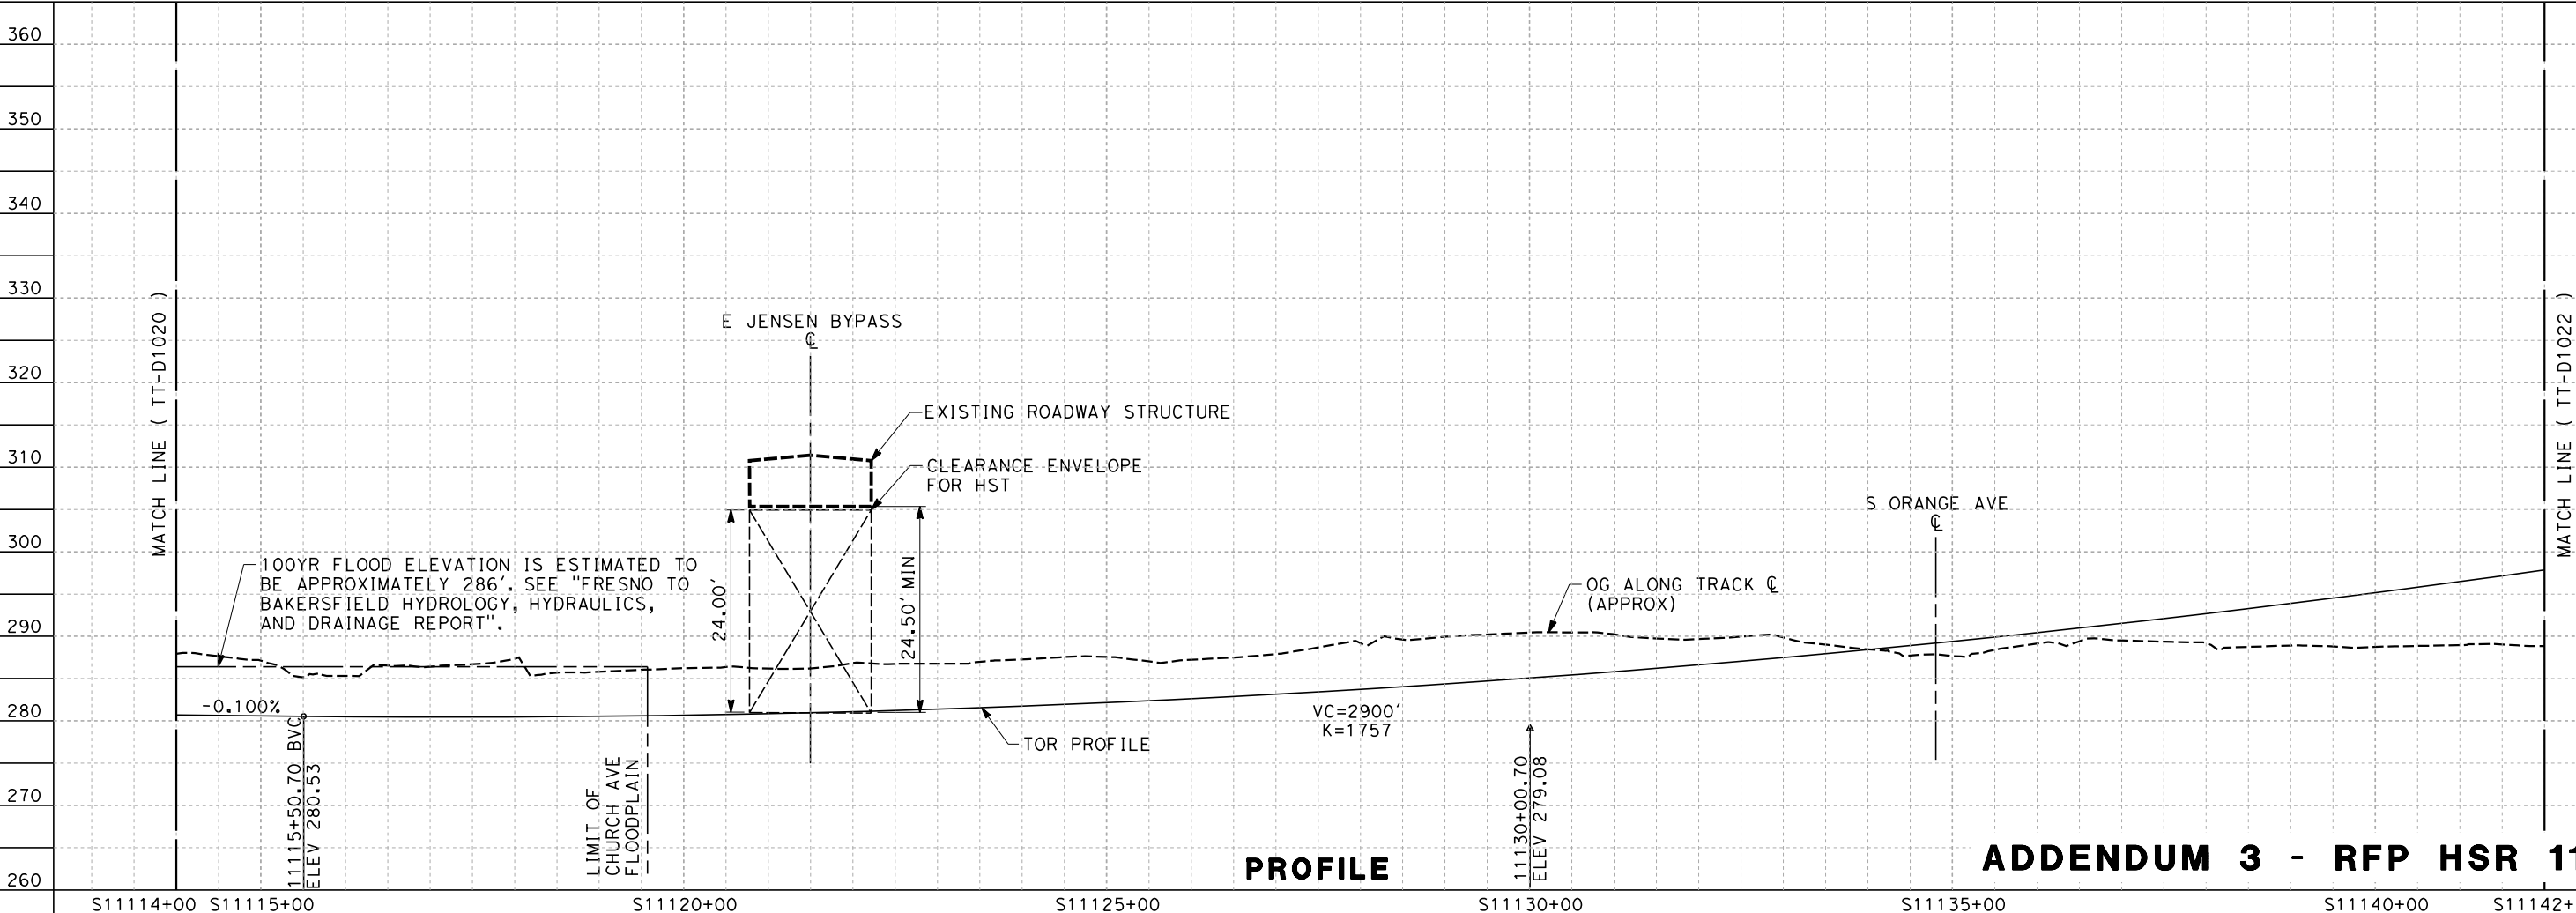 360
350
340
330
320
310
300
290
280
270
260
MATCH LINE ( TT-D1020 )
100YR FLOOD ELEVATION IS ESTIMATED TO
BE APPROXIMATELY 286'. SEE "FRESNO TO
BAKERSFIELD HYDROLOGY, HYDRAULICS,
AND DRAINAGE REPORT".
-0.100%
11115+50.70 BVC
ELEV 280.53
LIMIT OF
CHURCH AVE
FLOODPLAIN
E JENSEN BYPASS
℄
EXISTING ROADWAY STRUCTURE
CLEARANCE ENVELOPE
FOR HST
24.00'
24.50' MIN
TOR PROFILE
VC=2900'
K=1757
11130+00.70
ELEV 279.08
OG ALONG TRACK ℄
(APPROX)
S ORANGE AVE
℄
MATCH LINE ( TT-D1022 )
PROFILE
ADDENDUM 3 - RFP HSR 11
S11114+00 S11115+00 S11120+00 S11125+00 S11130+00 S11135+00 S11140+00 S11142+